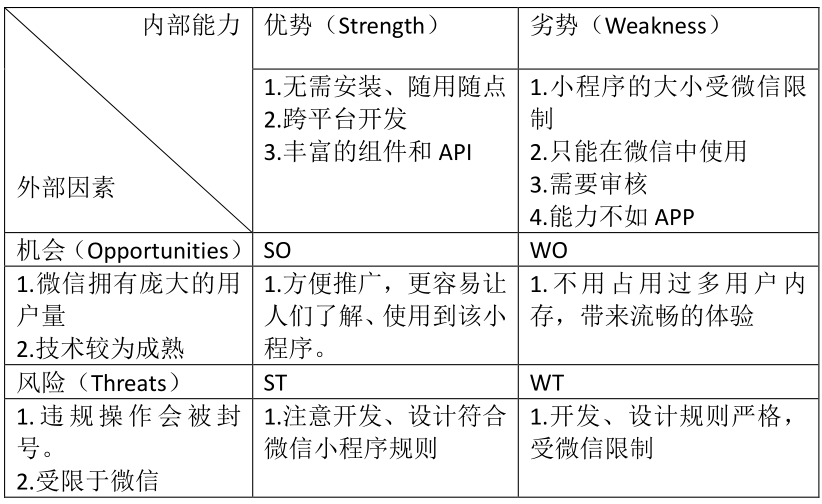 内部能力
外部因素
优势（Strength）
劣势（Weakness）
1.无需安装、随用随点
2.跨平台开发
3.丰富的组件和 API
1.小程序的大小受微信限
制
2.只能在微信中使用
3.需要审核
4.能力不如 APP
机会（Opportunities）
SO
WO
1.微信拥有庞大的用
户量
2.技术较为成熟
1.方便推广，更容易让
人们了解、使用到该小
程序。
1.不用占用过多用户内
存，带来流畅的体验
风险（Threats）
ST
WT
1.违规操作会被封
号。
2.受限于微信
1.注意开发、设计符合
微信小程序规则
1.开发、设计规则严格，
受微信限制